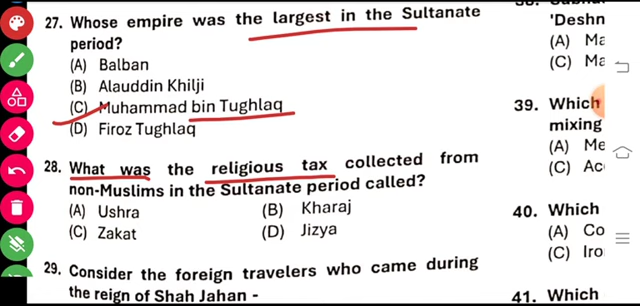 27. Whose empire was the largest in the Sultanate
period?
(A) Balban
(B) Alauddin Khilji
(C) Muhammad bin Tughlaq
(D) Firoz Tughlaq
28. What was the religious tax collected from
non-Muslims in the Sultanate period called?
(A) Ushra (B) Kharaj
(C) Zakat (D) Jizya
29. Consider the foreign travelers who came during
the reign of Shah Jahan -
'Deshn
(A) Ma
(C) Ma
39. Which
mixing
(A) Me
(C) Ac
40. Which
(A) Co
(C) Iro
41. Which